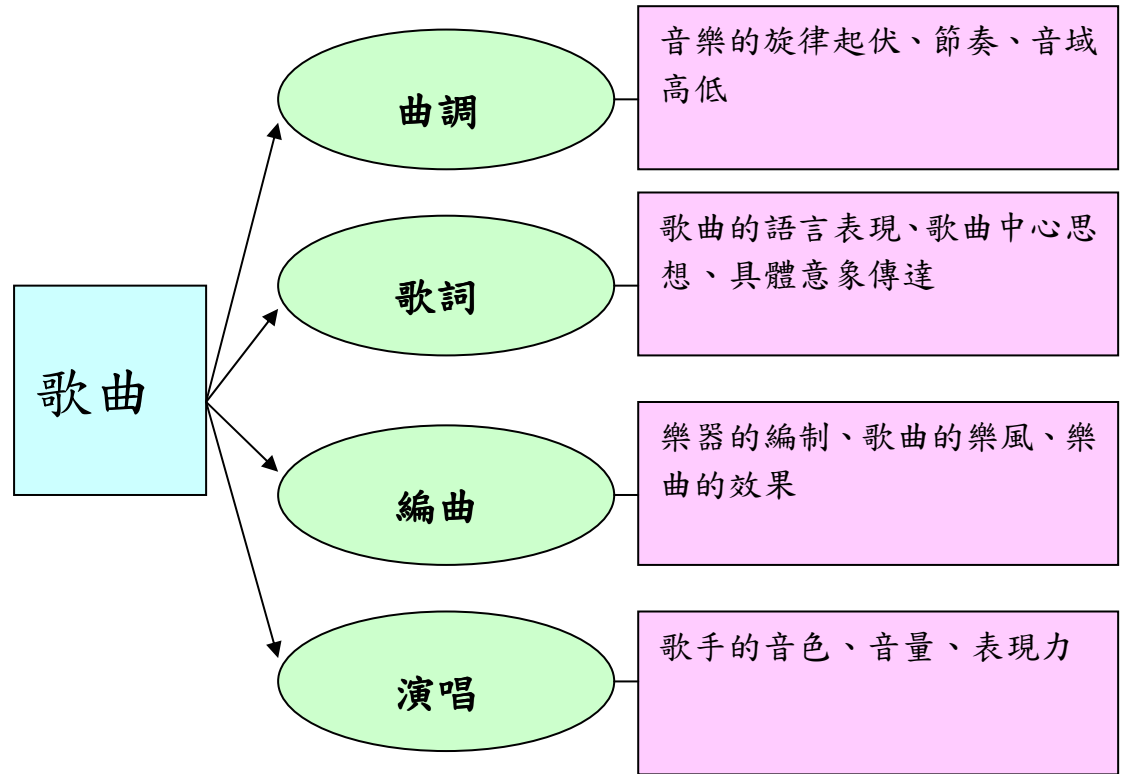 歌曲
曲調
音樂的旋律起伏、節奏、音域
高低
歌詞
歌曲的語言表現、歌曲中心思
想、具體意象傳達
編曲
樂器的編制、歌曲的樂風、樂
曲的效果
演唱
歌手的音色、音量、表現力